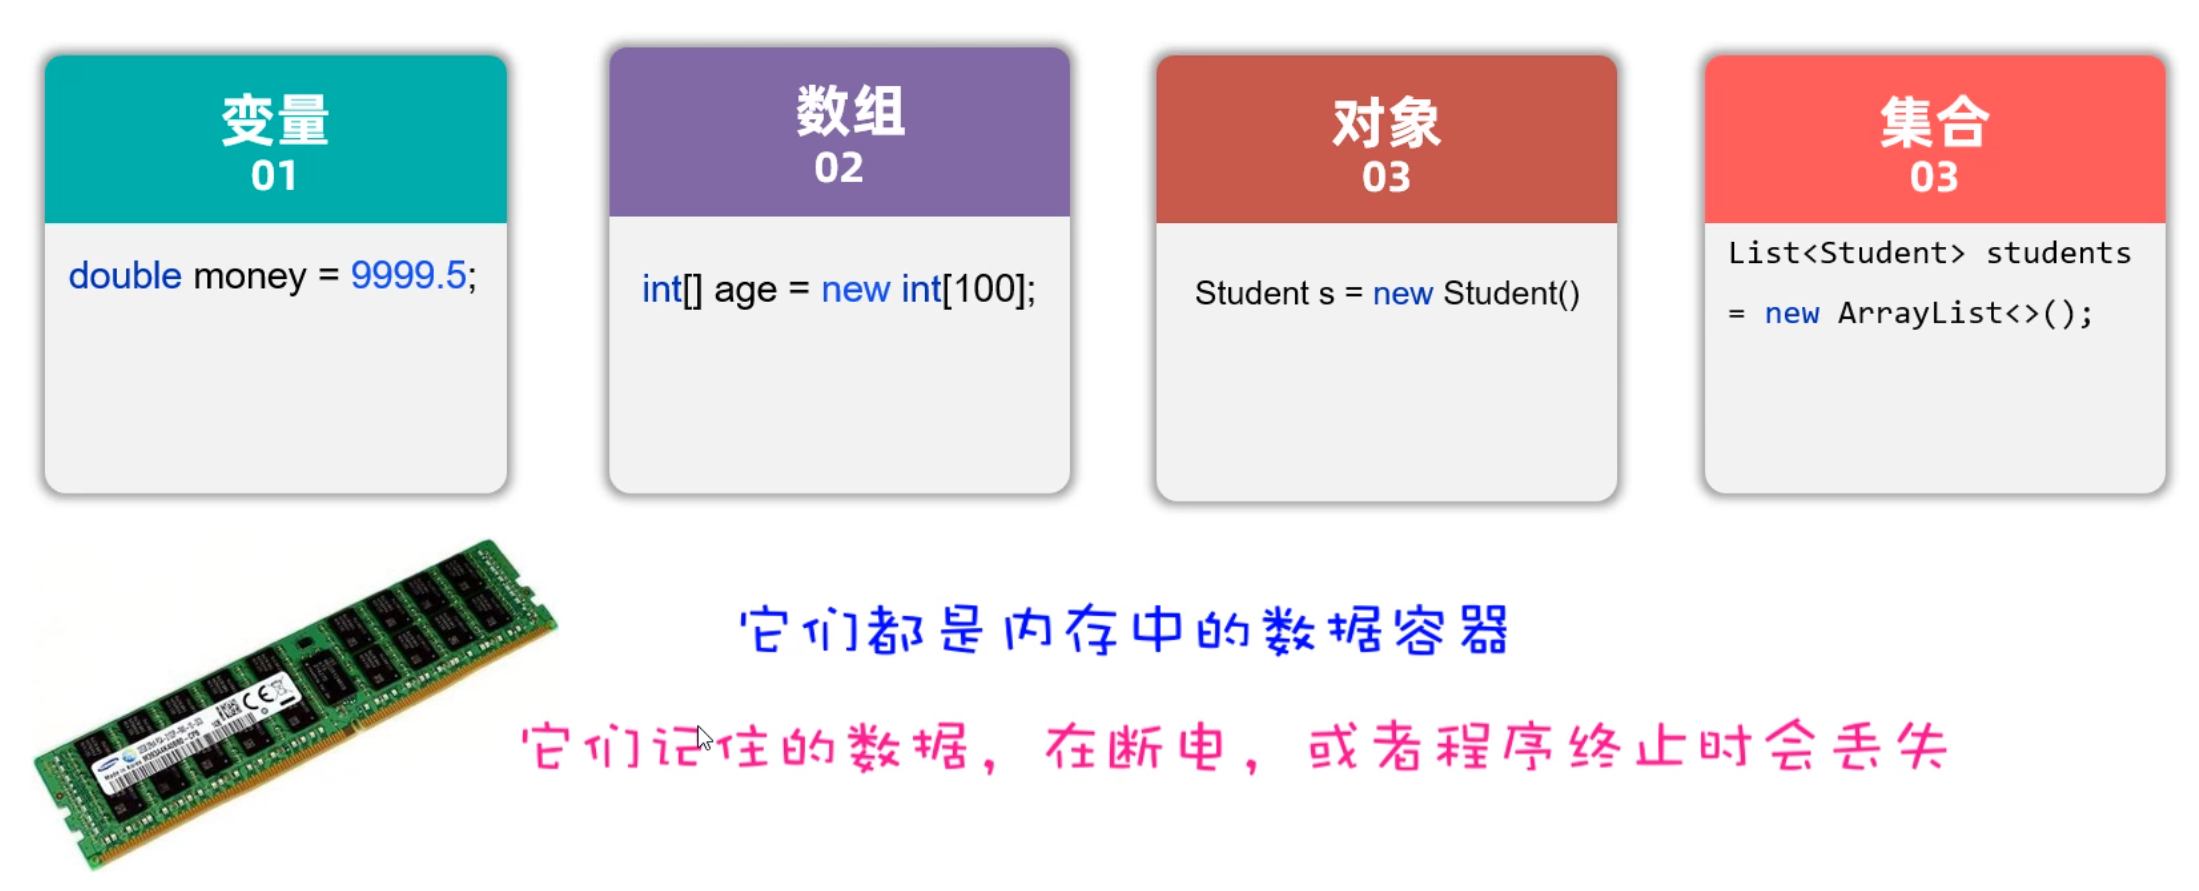 变量
01
double money = 9999.5;
数组
02
int[] age = new int[100];
对象
03
Student s = new Student()
集合
03
List<Student> students
= new ArrayList<>();
它们都是内存中的数据容器
它们记住的数据，在断电，或者程序终止时会丢失